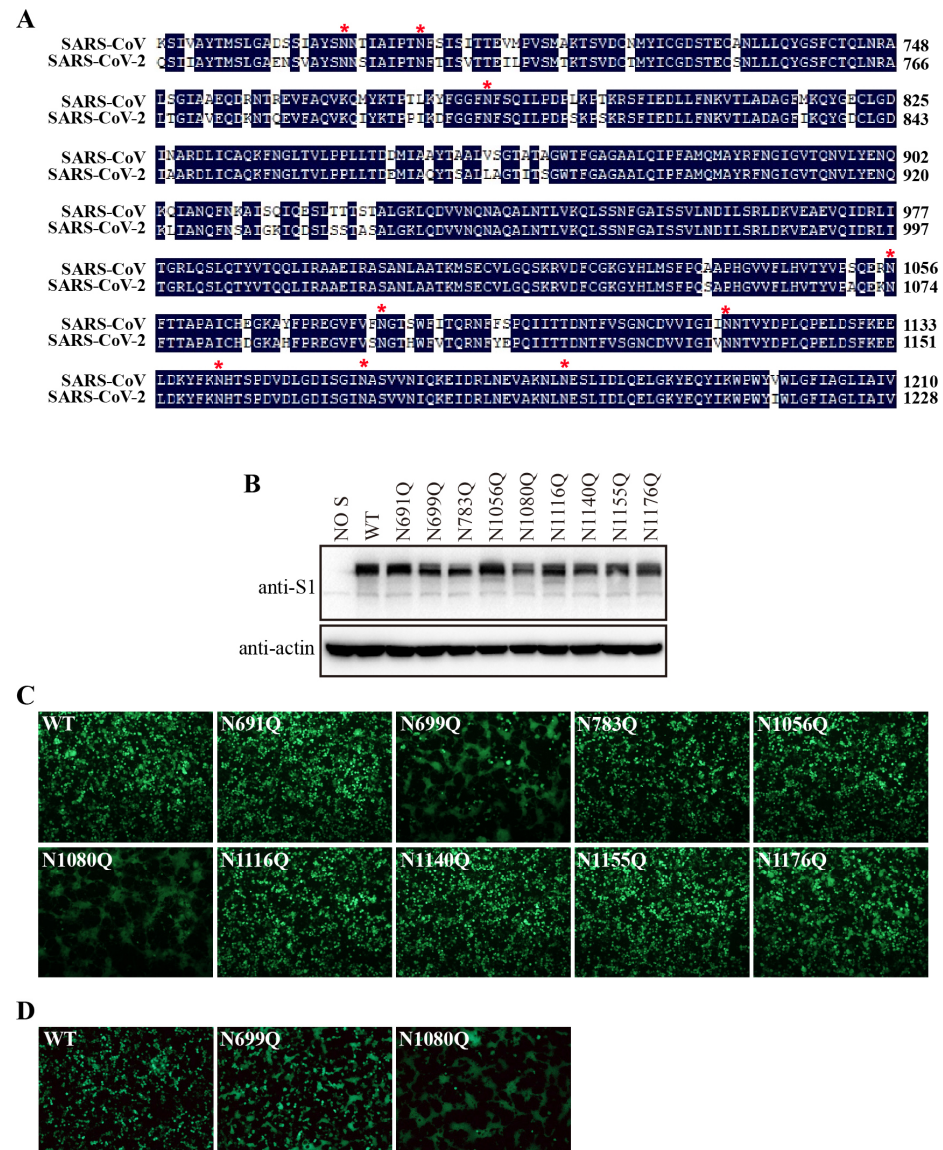 A
SARS-CoV KSIVAYTMSLGADSSIAYSNNTIAIPTNFSISITTEVMPVSMAKTSVDCNMYICGDSTECANLLLQYGSFCTQLNRA 748
SARS-CoV-2 QSIIAYTMSLGAENSVAYSNNSIAIPTNFTISVTTEILPVSMTKTSVDCTMYICGDSTECSNLLLQYGSFCTQLNRA 766
SARS-CoV LSGIAAEQDRNTREVFAQVKQMYKTPTLKYFGGFNFSQILPDPLKPTKRSFIEDLLFNKVTLADAGFMKQYGECLGD 825
SARS-CoV-2 LTGIAVEQDKNTQEVFAQVKQIYKTPPIKDFGGFNFSQILPDPSKPSKRSFIEDLLFNKVTLADAGFIKQYGDCLGD 843
SARS-CoV INARDLICAQKFNGLTVLPPLLTDDMIAAYTAALVSGTATAGWTFGAGAALQIPFAMQMAYRFNGIGVTQNVLYENQ 902
SARS-CoV-2 IAARDLICAQKFNGLTVLPPLLTDEMIAQYTSALLAGTITSGWTFGAGAALQIPFAMQMAYRFNGIGVTQNVLYENQ 920
SARS-CoV KQIANQFNKAISQIQESLTTTSTALGKLQDVVNQNAQALNTLVKQLSSNFGAISSVLNDILSRLDKVEAEVQIDRLI 977
SARS-CoV-2 KLIANQFNSAIGKIQDSLSSTASALGKLQDVVNQNAQALNTLVKQLSSNFGAISSVLNDILSRLDKVEAEVQIDRLI 997
SARS-CoV TGRLQSLQTYVTQQLIRAAEIRASANLAATKMSECVLGQSKRVDFCGKGYHLMSFPQAAPHGVVFLHVTYVPSQERN 1056
SARS-CoV-2 TGRLQSLQTYVTQQLIRAAEIRASANLAATKMSECVLGQSKRVDFCGKGYHLMSFPQSAPHGVVFLHVTYVPAQEKN 1074
SARS-CoV FTTAPAICHEGKAYFPREGVFVFNGTSWFITQRNFFSPQIITTDNTFVSGNCDVVIGIINNTVYDPLQPELDSFKEE 1133
SARS-CoV-2 FTTAPAICHDGKAHFPREGVFVSNGTHWFVTQRNFYEPQIITTDNTFVSGNCDVVIGIVNNTVYDPLQPELDSFKEE 1151
SARS-CoV LDKYFKNHTSPDVDLGDISGINASVVNIQKEIDRLNEVAKNLNESLIDLQELGKYEQYIKWPWYVWLGFIAGLIAIV 1210
SARS-CoV-2 LDKYFKNHTSPDVDLGDISGINASVVNIQKEIDRLNEVAKNLNESLIDLQELGKYEQYIKWPWYIWLGFIAGLIAIV 1228
B
NO S WT N691Q N699Q N783Q N1056Q N1080Q N1116Q N1140Q N1155Q N1176Q
anti-S1
anti-actin
C
WT N691Q N699Q N783Q N1056Q
N1080Q N1116Q N1140Q N1155Q N1176Q
D
WT N699Q N1080Q